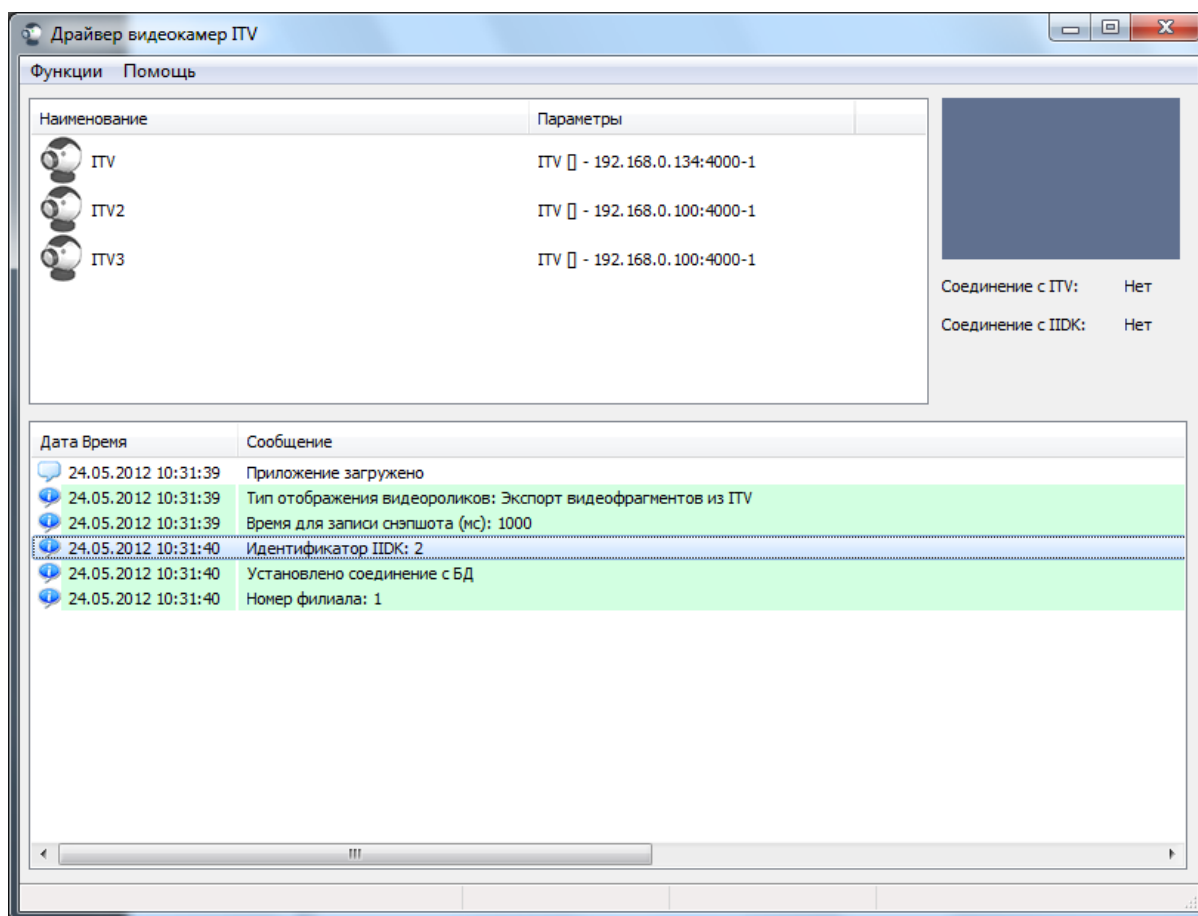 Драйвер видеокамер ITV
Функции Помощь
Наименование Параметры
ITV ITV [] - 192.168.0.134:4000-1
ITV2 ITV [] - 192.168.0.100:4000-1
ITV3 ITV [] - 192.168.0.100:4000-1
Соединение с ITV: Нет
Соединение с IIDK: Нет
Дата Время Сообщение
24.05.2012 10:31:39 Приложение загружено
24.05.2012 10:31:39 Тип отображения видеороликов: Экспорт видеофрагментов из ITV
24.05.2012 10:31:39 Время для записи снэпшота (мс): 1000
24.05.2012 10:31:40 Идентификатор IIDK: 2
24.05.2012 10:31:40 Установлено соединение с БД
24.05.2012 10:31:40 Номер филиала: 1